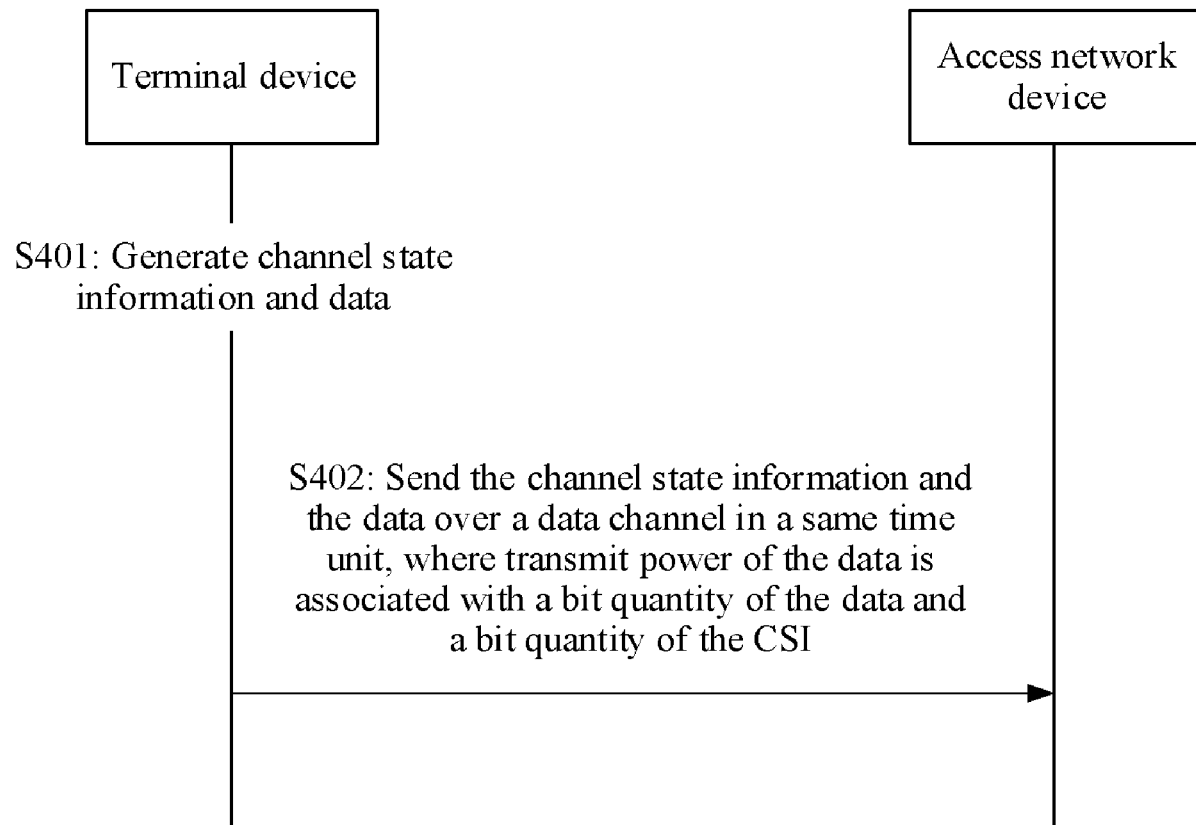 Terminal device
Access network
device
S401: Generate channel state
information and data
S402: Send the channel state information and
the data over a data channel in a same time
unit, where transmit power of the data is
associated with a bit quantity of the data and
a bit quantity of the CSI